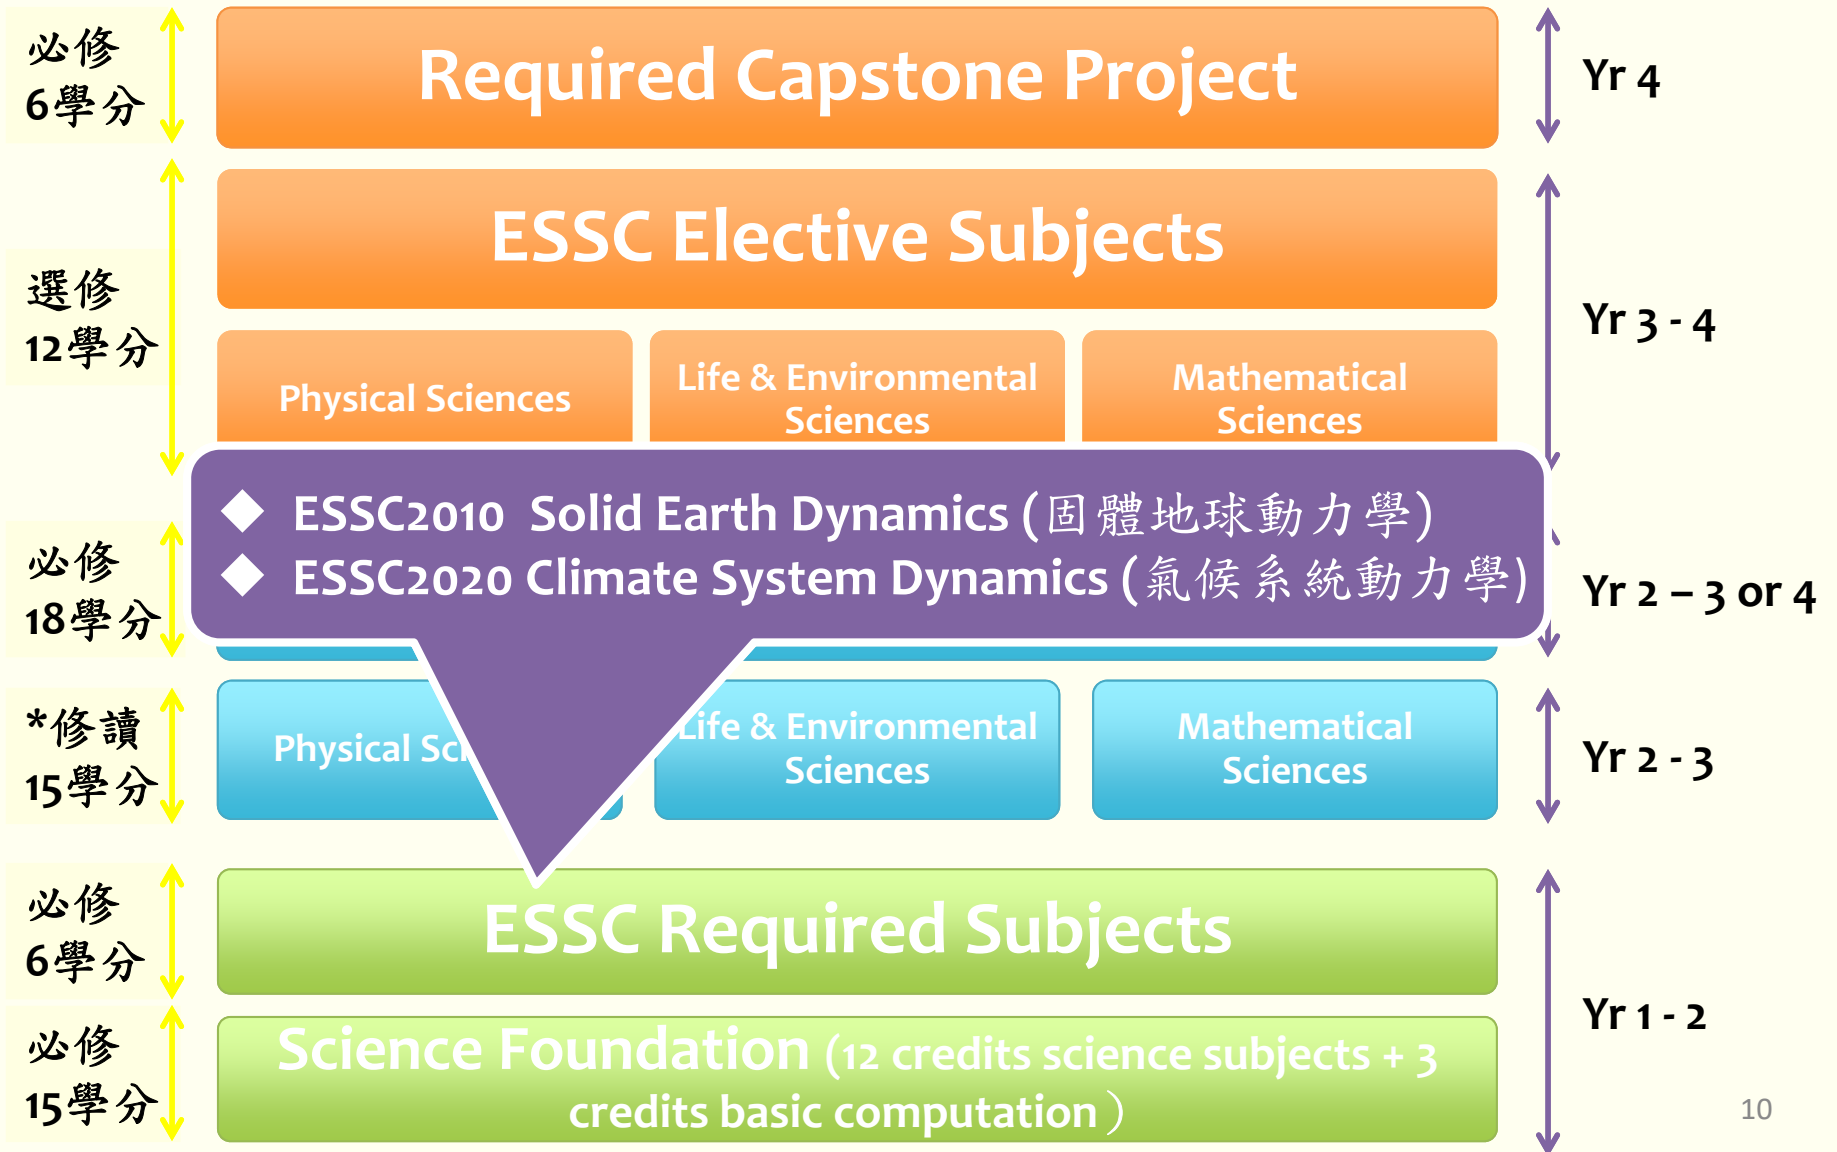 必修
6學分
Required Capstone Project
Yr 4
ESSC Elective Subjects
選修
12學分
Yr 3 - 4
Physical Sciences
Life & Environmental
Sciences
Mathematical
Sciences
◆ ESSC2010 Solid Earth Dynamics (固體地球動力學)
◆ ESSC2020 Climate System Dynamics (氣候系統動力學)
必修
18學分
Yr 2 – 3 or 4
*修讀
15學分
Physical Sci
Life & Environmental
Sciences
Mathematical
Sciences
Yr 2 - 3
必修
6學分
ESSC Required Subjects
Yr 1 - 2
必修
15學分
Science Foundation (12 credits science subjects + 3
credits basic computation）
10